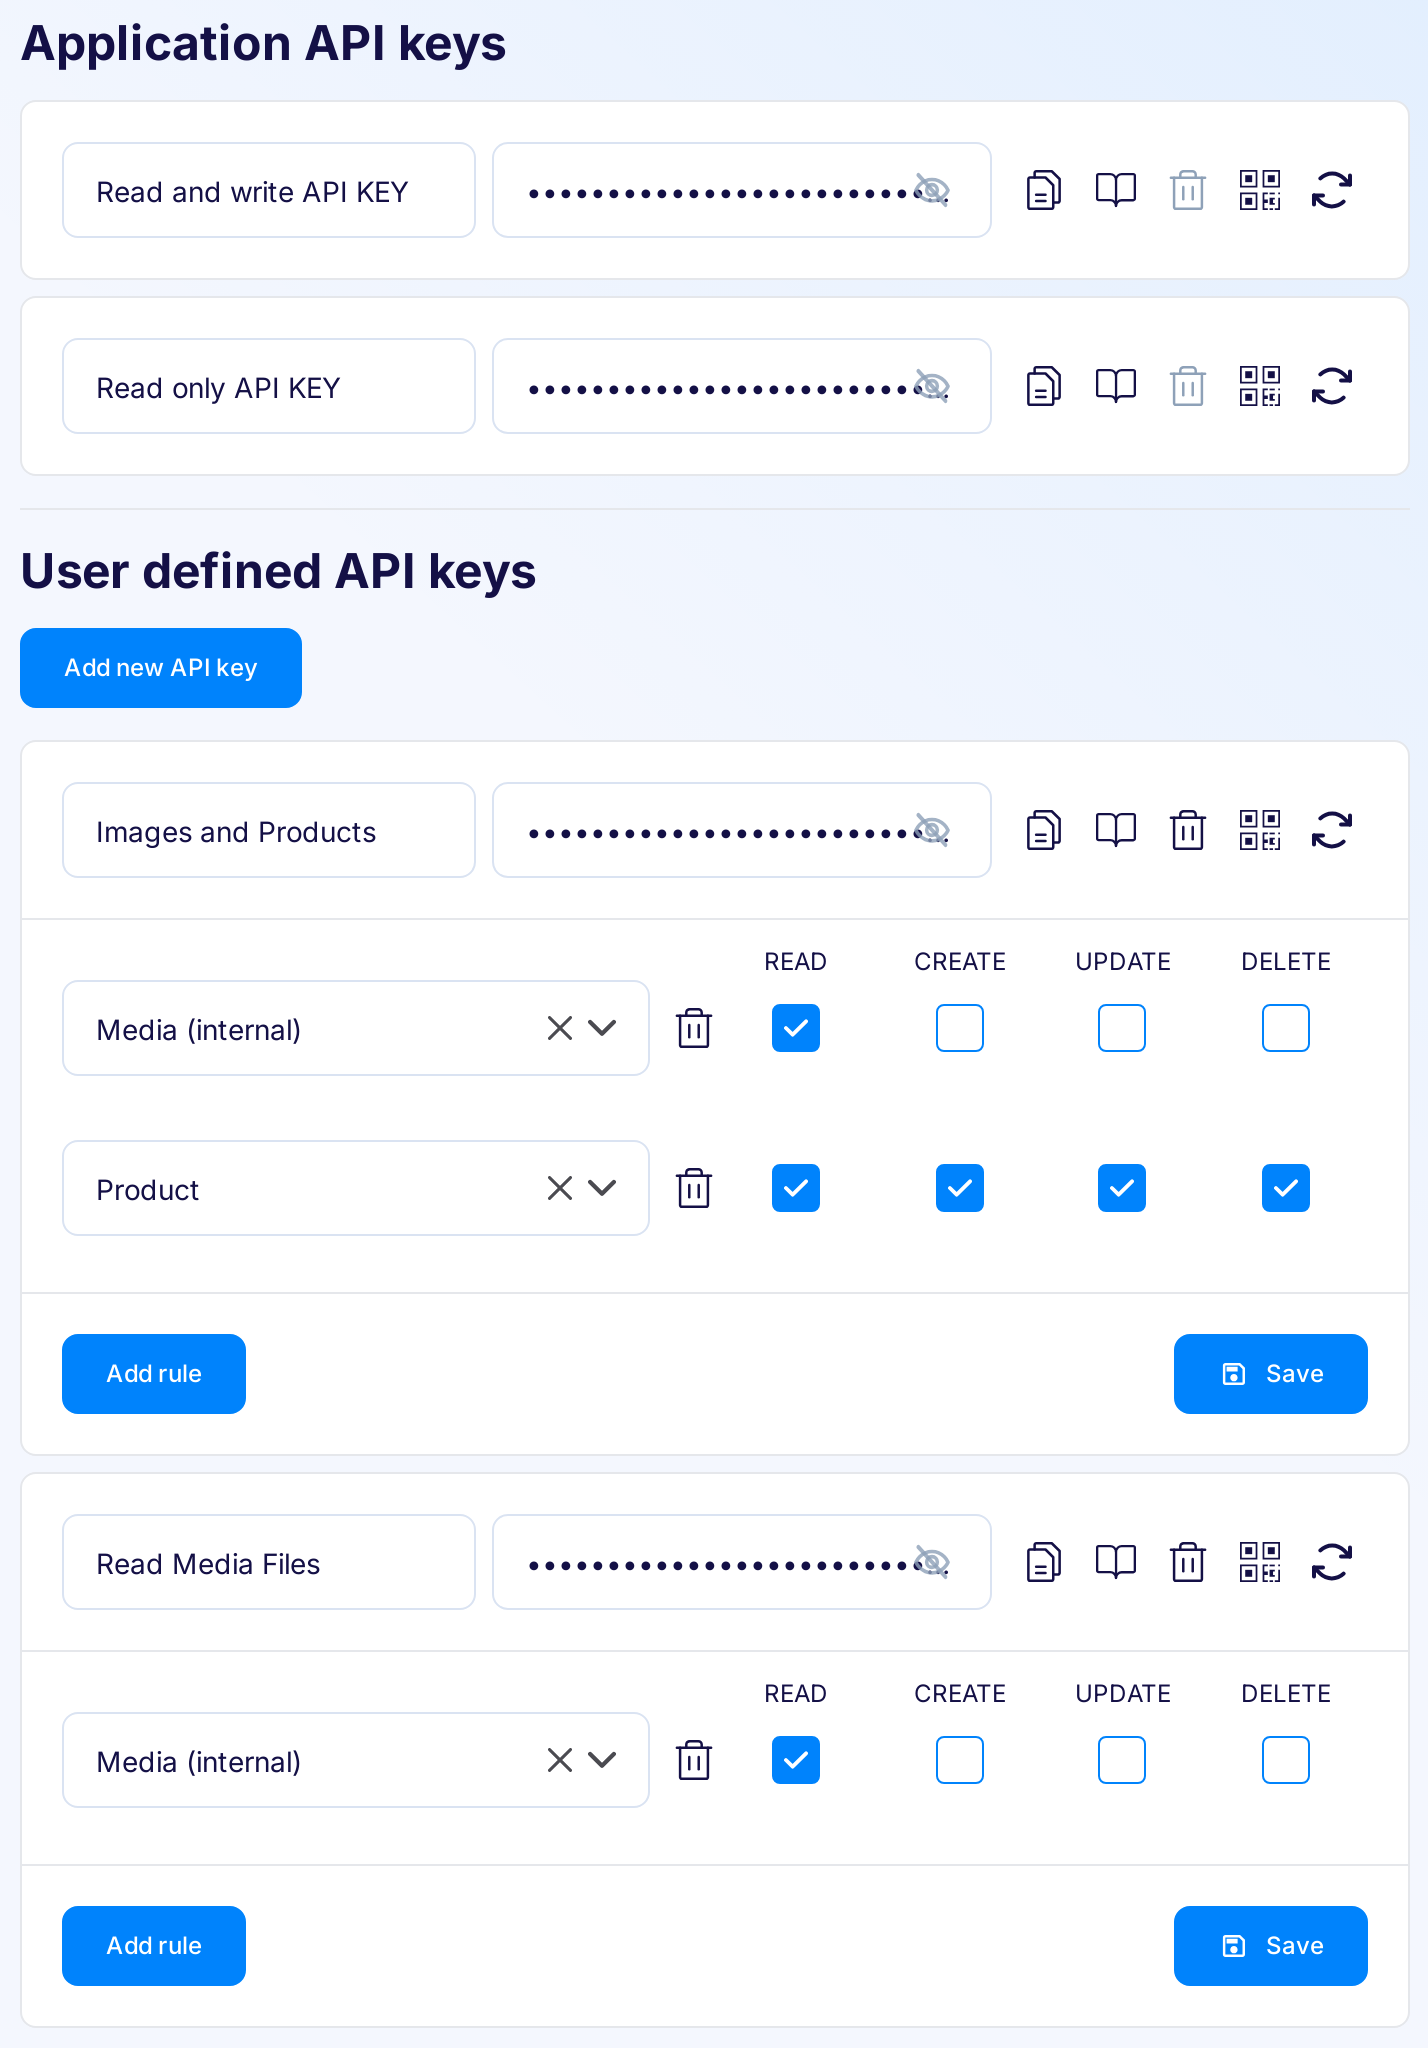 Application API keys
Read and write API KEY
Read only API KEY
User defined API keys
Add new API key
Images and Products
READ CREATE UPDATE DELETE
Media (internal)
Product
Add rule Save
Read Media Files
READ CREATE UPDATE DELETE
Media (internal)
Add rule Save